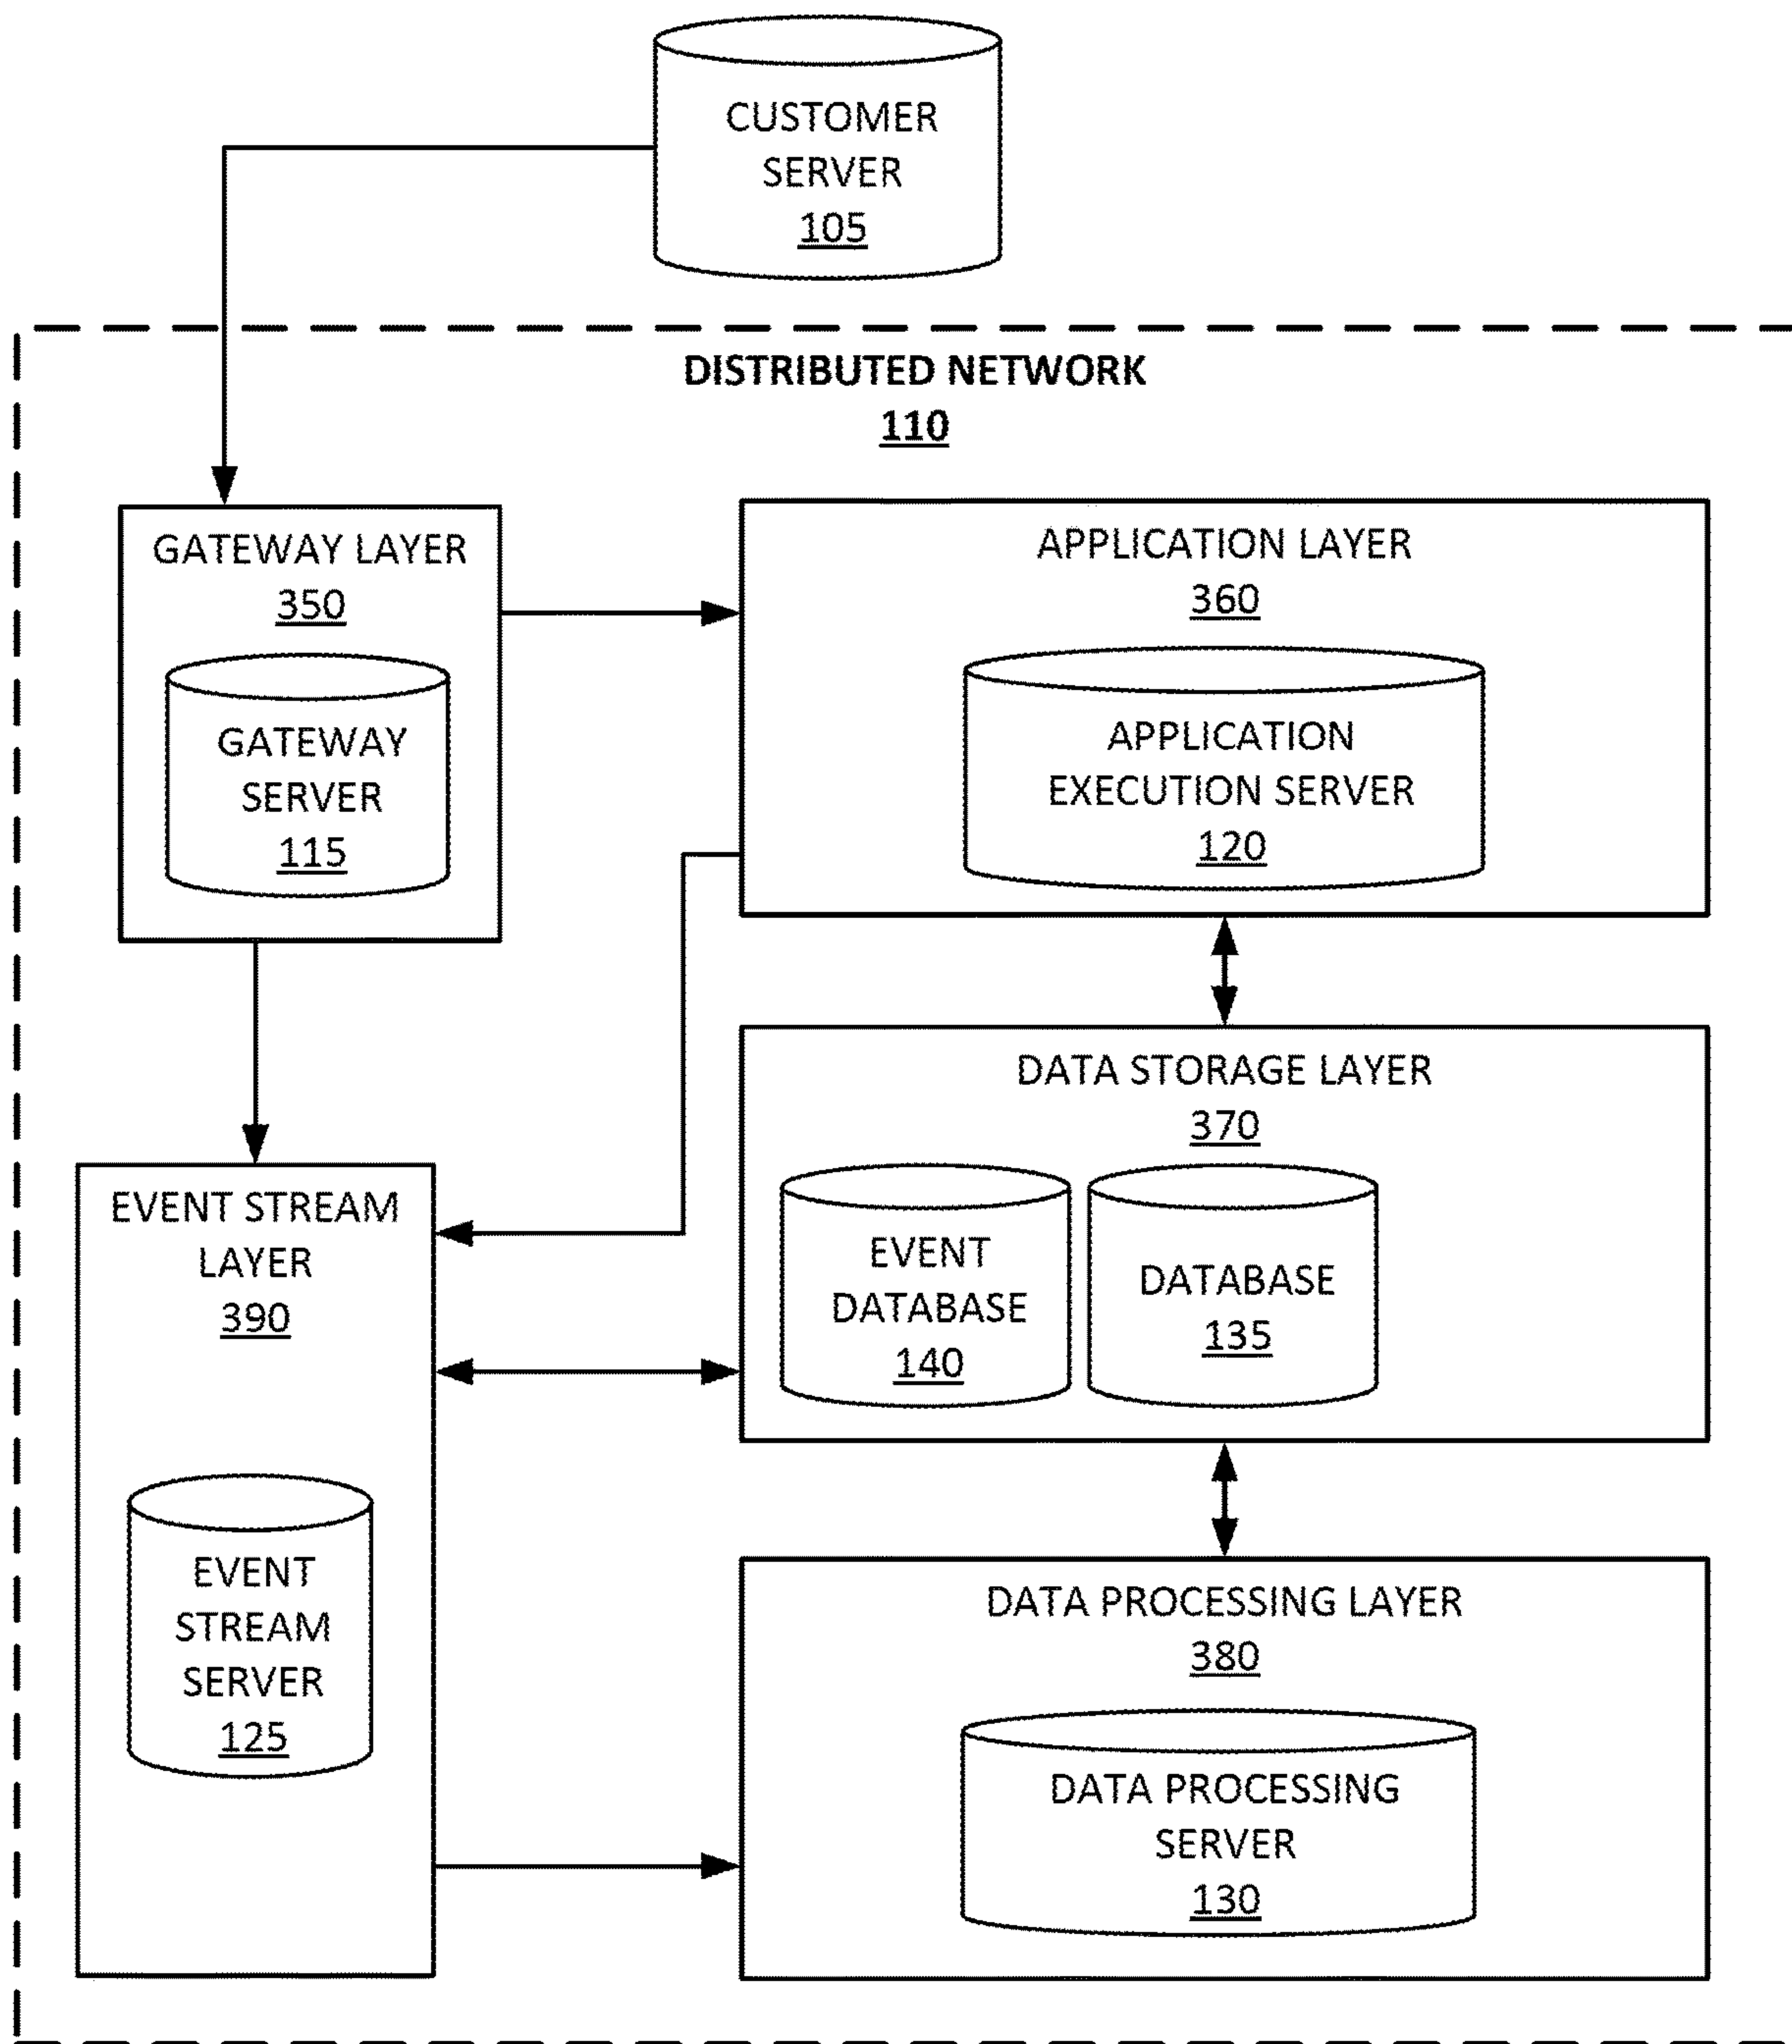 CUSTOMER
SERVER
105
DISTRIBUTED NETWORK
110
GATEWAY LAYER
350
GATEWAY
SERVER
115
APPLICATION LAYER
360
APPLICATION
EXECUTION SERVER
120
DATA STORAGE LAYER
370
EVENT
DATABASE
140
DATABASE
135
EVENT STREAM
LAYER
390
EVENT
STREAM
SERVER
125
DATA PROCESSING LAYER
380
DATA PROCESSING
SERVER
130